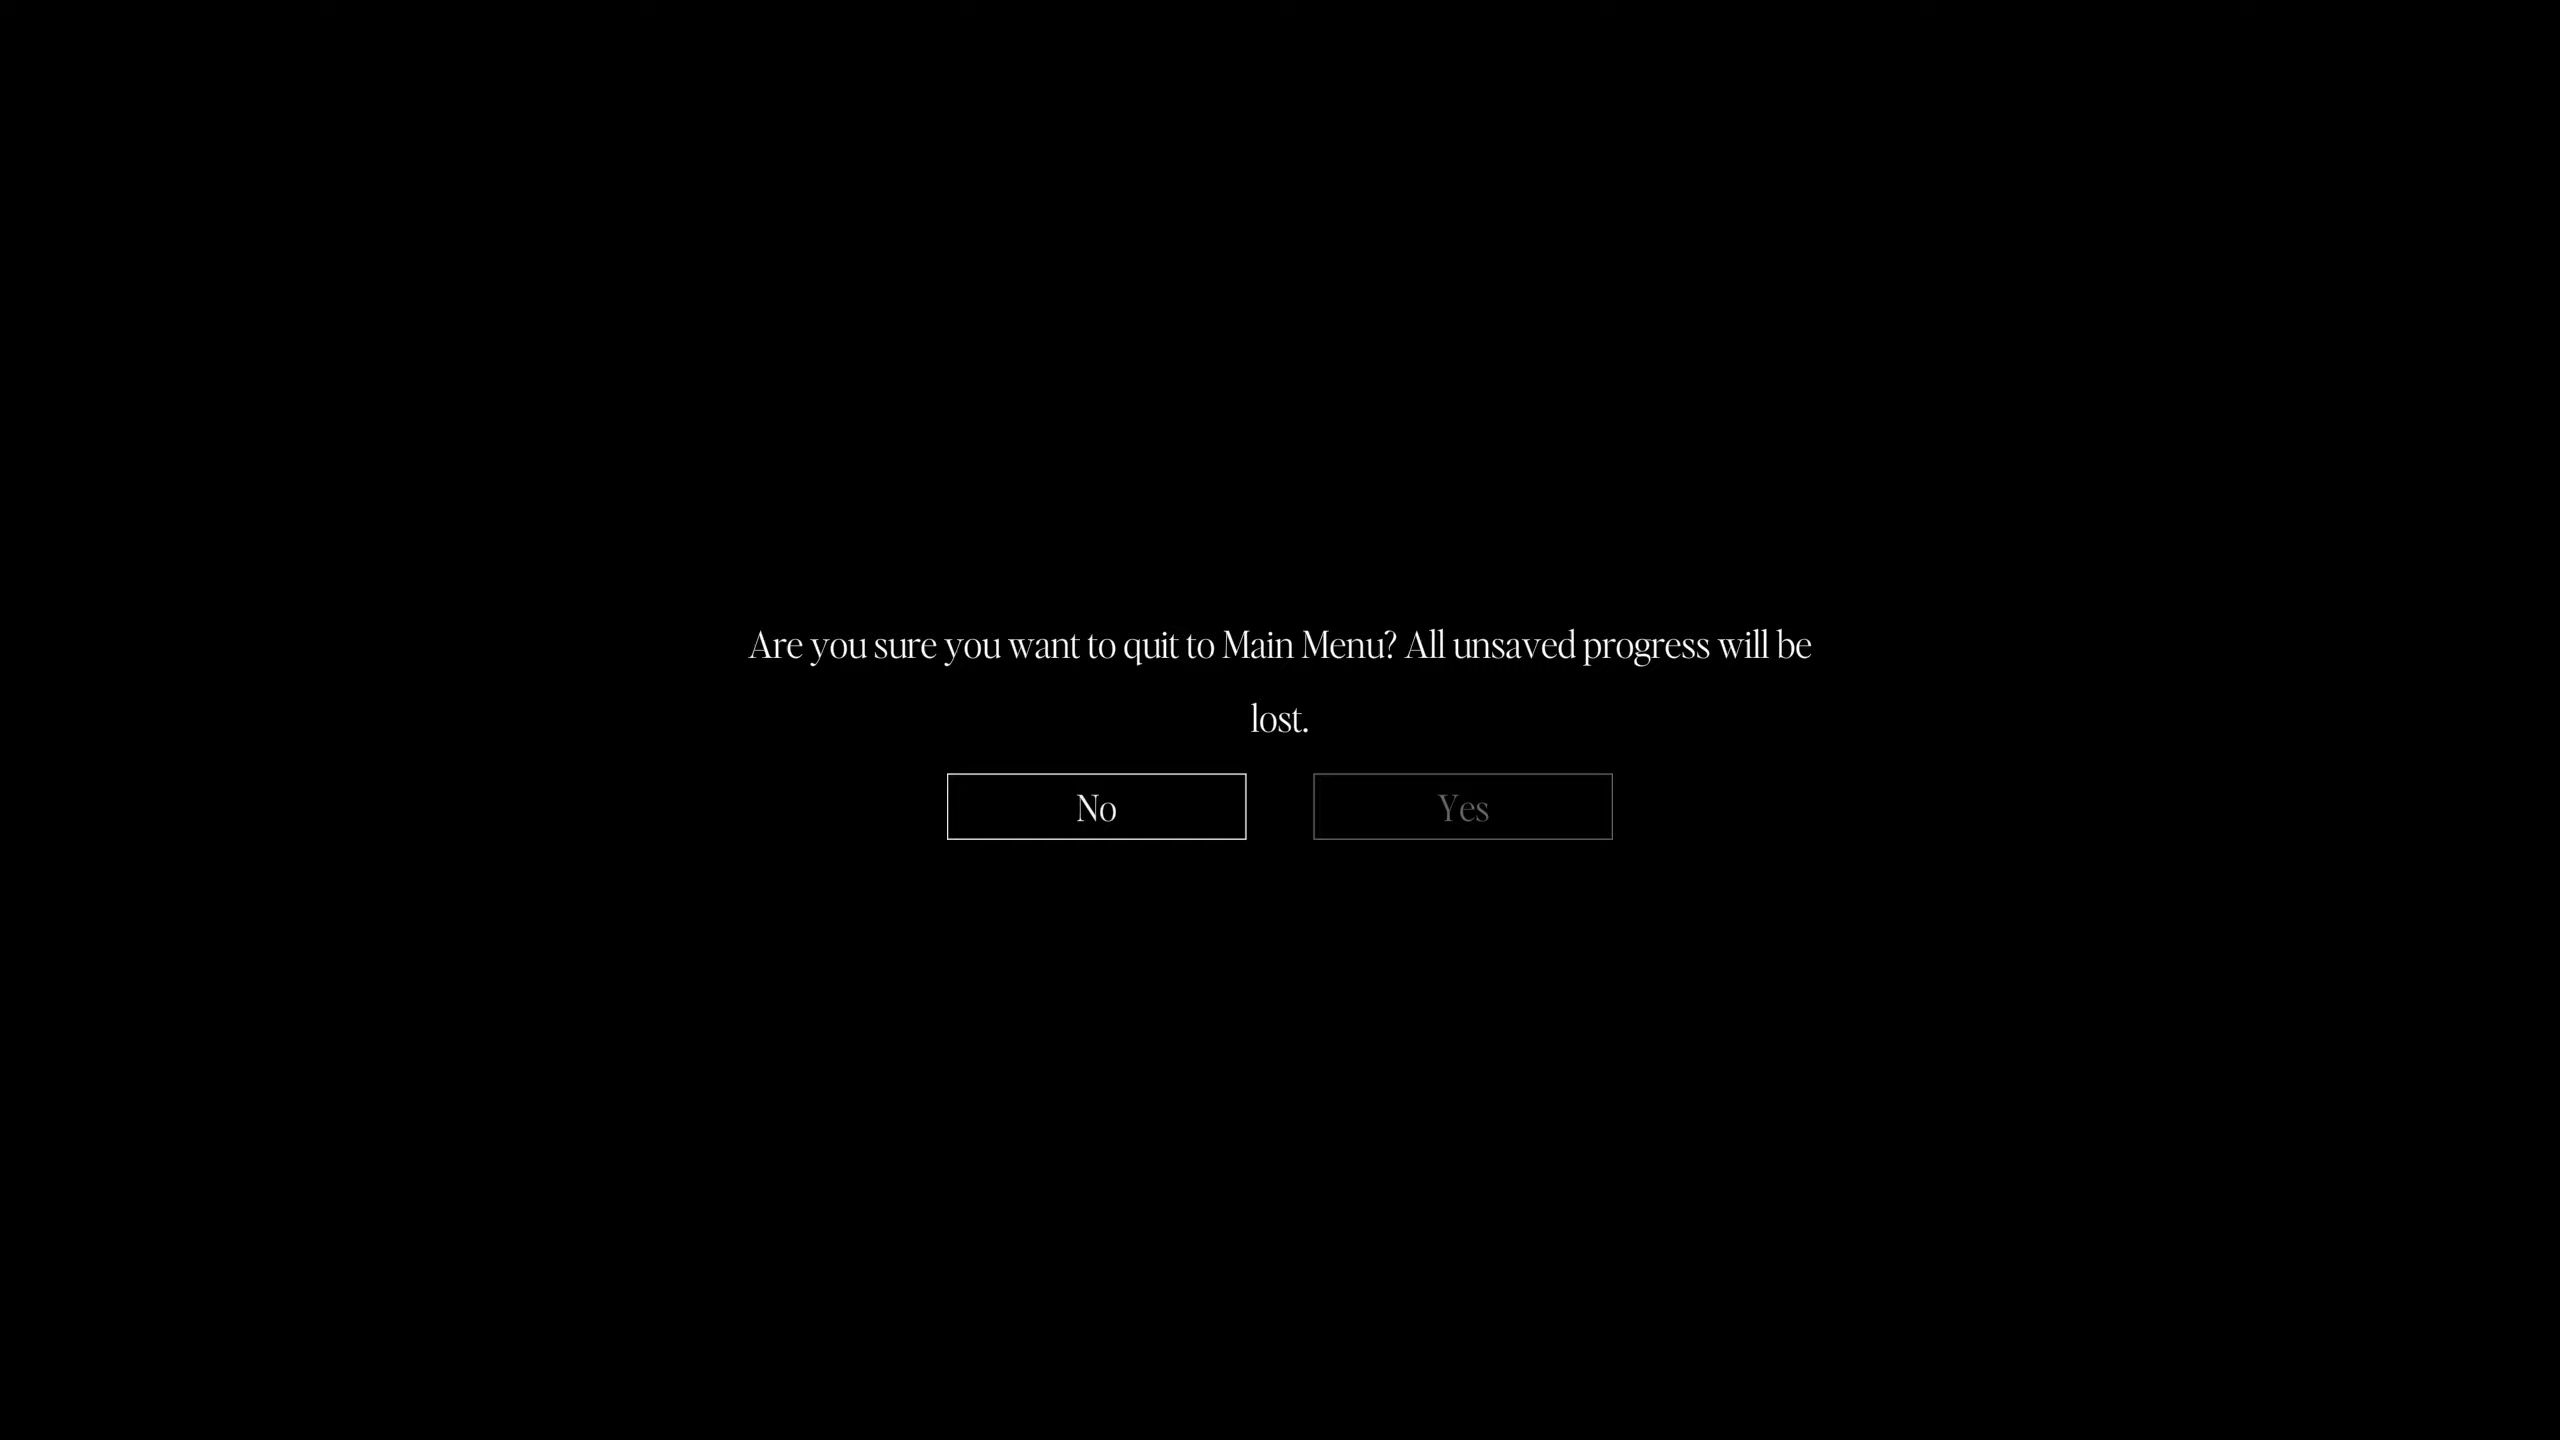 Are you sure you want to quit to Main Menu? All unsaved progress will be
lost.
No Yes